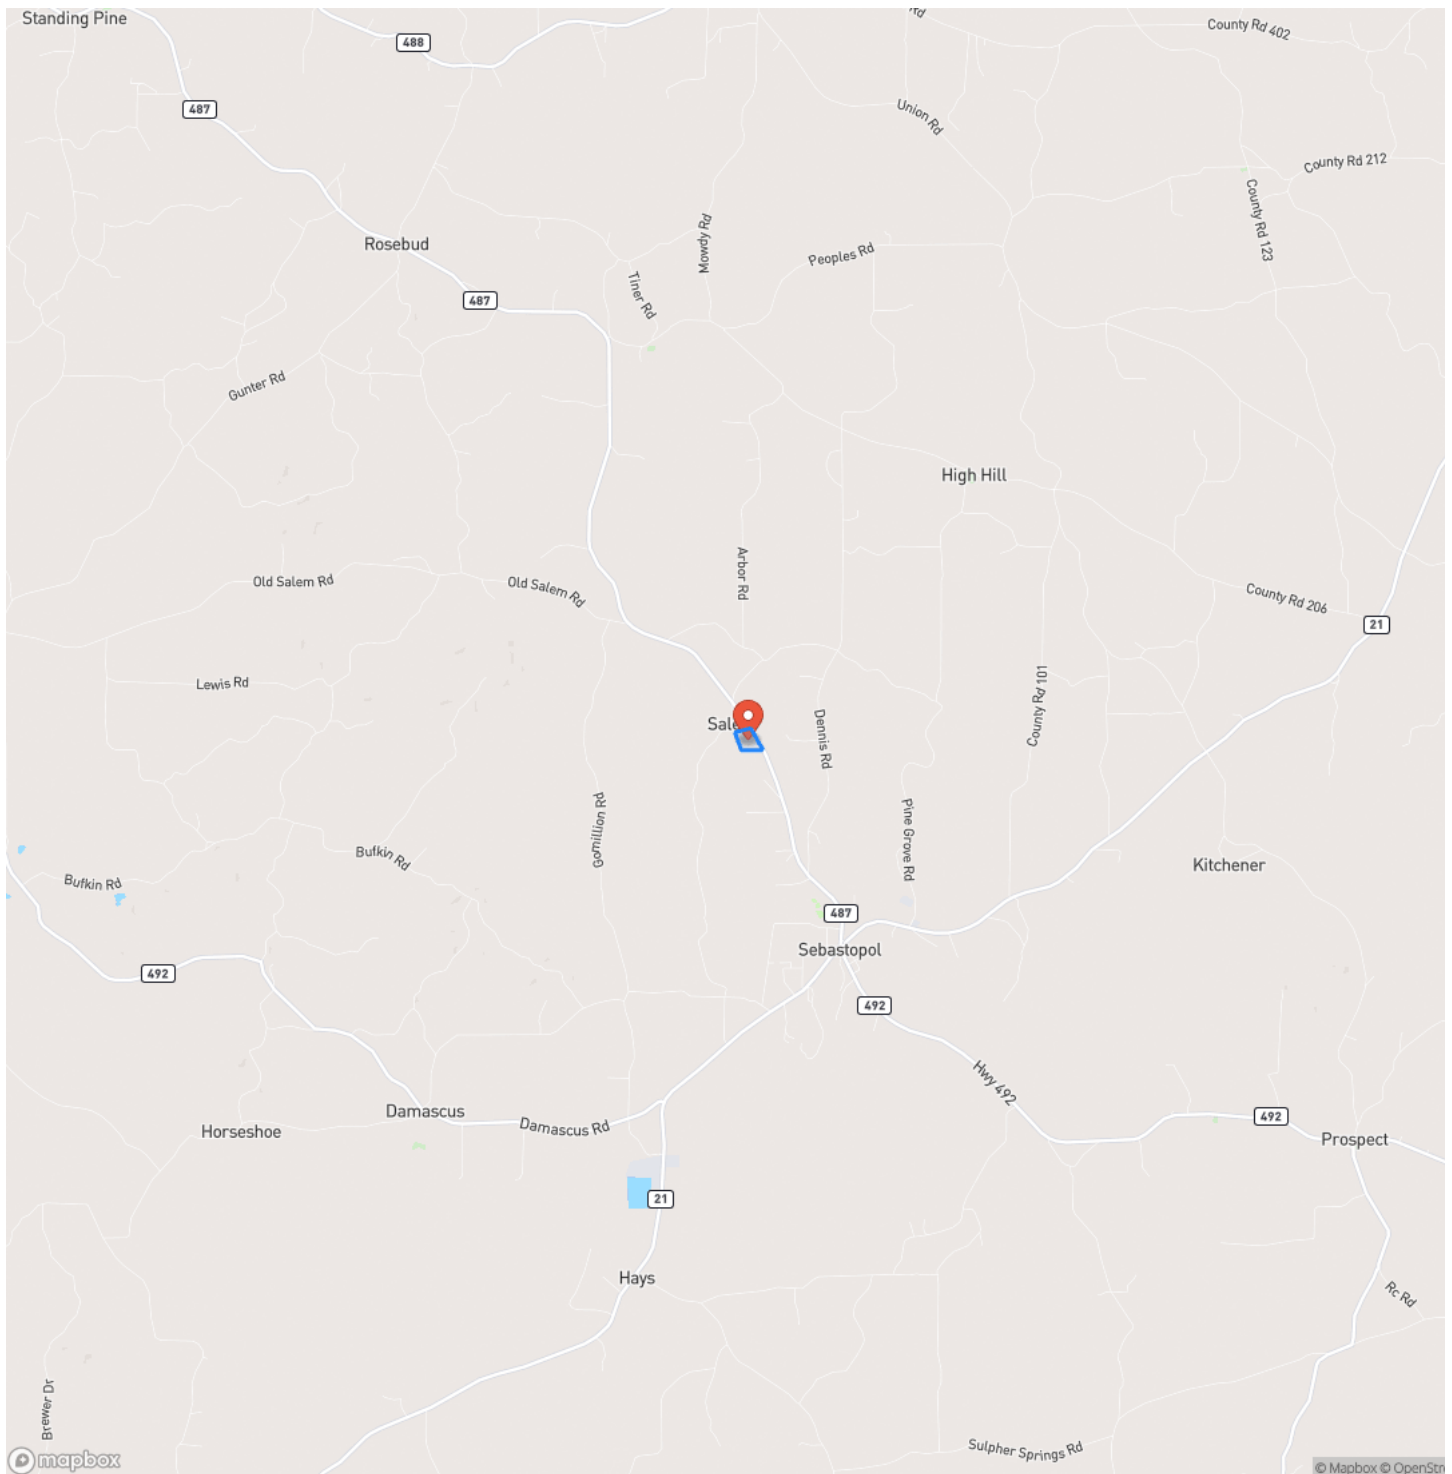 Standing Pine
488
Rd
County Rd 402
487
Union Rd
County Rd 212
County Rd 123
Mowdy Rd
Rosebud
Peoples Rd
Tiner Rd
487
Gunter Rd
High Hill
Arbor Rd
Old Salem Rd
Old Salem Rd
County Rd 206
21
Lewis Rd
County Rd 101
Dennis Rd
Gomillion Rd
Pine Grove Rd
Bufkin Rd
Bufkin Rd
Kitchener
487
Sebastopol
492
492
Hwy 492
Damascus
Damascus Rd
492
Horseshoe
Prospect
21
Hays
Rc Rd
Brewer Dr
Sulpher Springs Rd
mapbox
© Mapbox © OpenStre